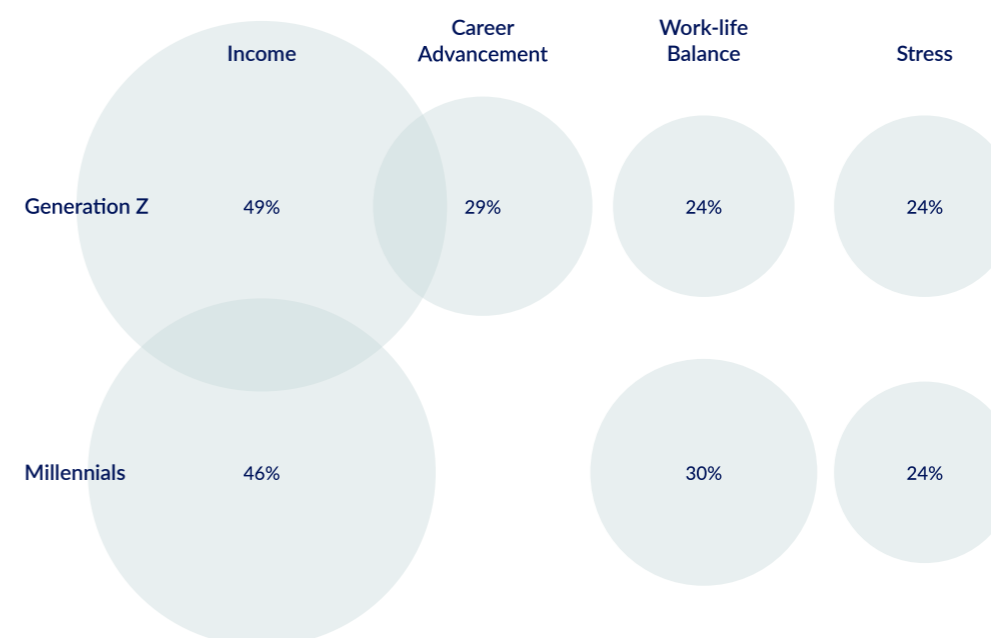 Income
Career
Advancement
Work-life
Balance
Stress
Generation Z
49%
29%
24%
24%
Millennials
46%
30%
24%